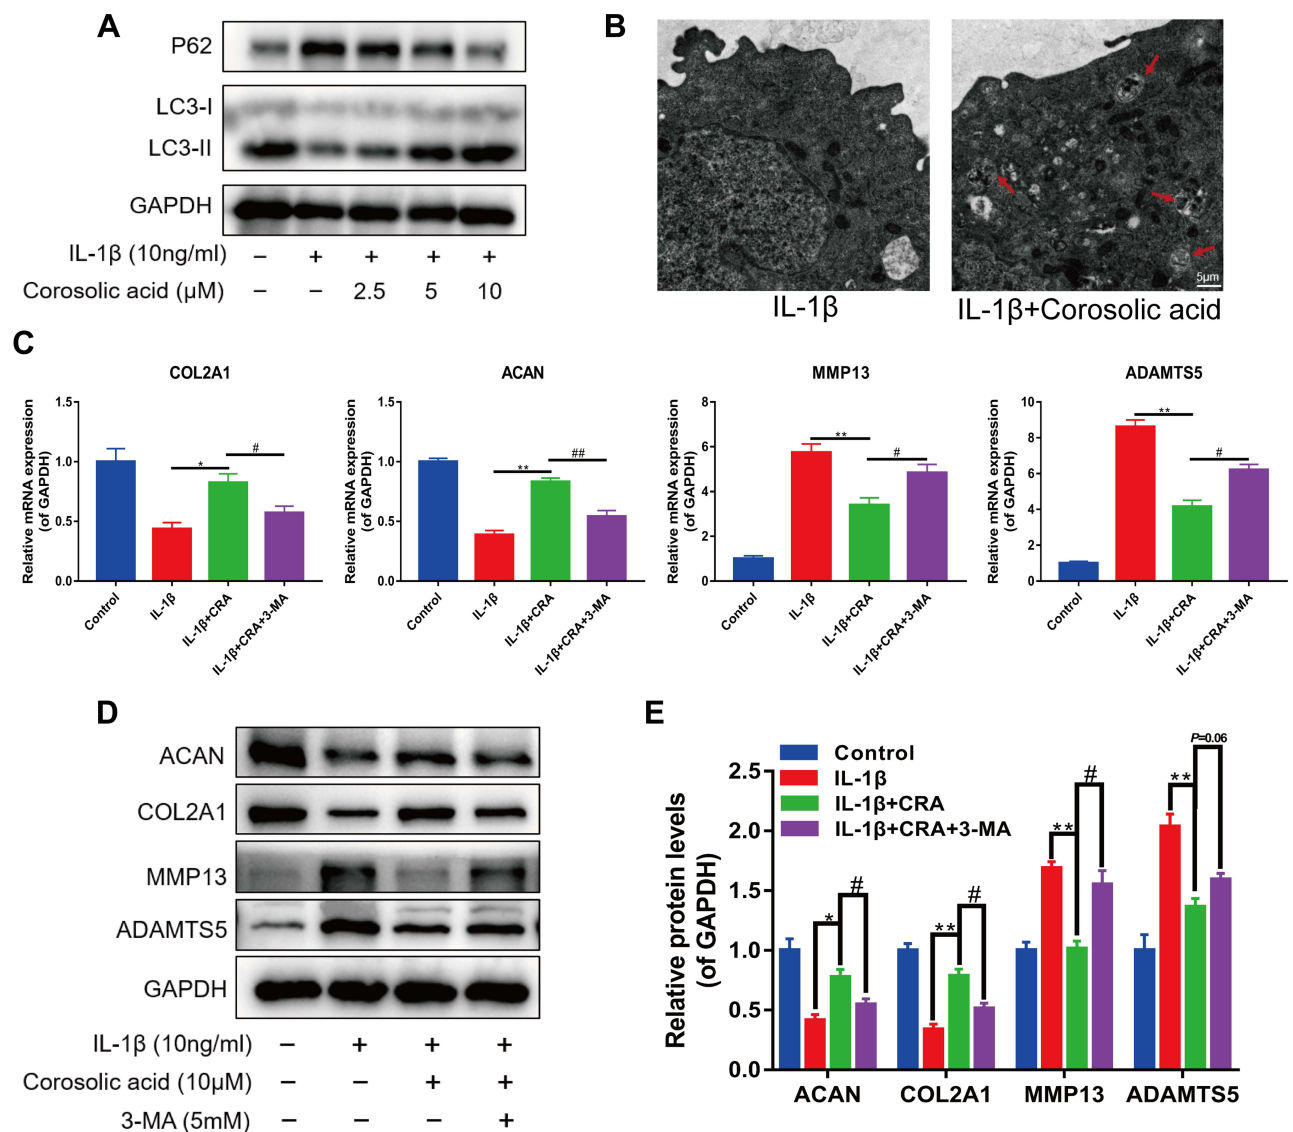 A
P62
LC3-I
LC3-II
GAPDH
IL-1β (10ng/ml) – + + + +
Corosolic acid (μM) – – 2.5 5 10
B
5μm
IL-1β
IL-1β+Corosolic acid
C
COL2A1
Relative mRNA expression
(of GAPDH)
1.5
1.0
0.5
0.0
*
#
Control
IL-1β
IL-1β+CRA
IL-1β+CRA+3-MA
ACAN
Relative mRNA expression
(of GAPDH)
1.5
1.0
0.5
0.0
**
##
Control
IL-1β
IL-1β+CRA
IL-1β+CRA+3-MA
MMP13
Relative mRNA expression
(of GAPDH)
8
6
4
2
0
**
#
Control
IL-1β
IL-1β+CRA
IL-1β+CRA+3-MA
ADAMTS5
Relative mRNA expression
(of GAPDH)
10
8
6
4
2
0
**
#
Control
IL-1β
IL-1β+CRA
IL-1β+CRA+3-MA
D
ACAN
COL2A1
MMP13
ADAMTS5
GAPDH
IL-1β (10ng/ml) – + + +
Corosolic acid (10μM) – – + +
3-MA (5mM) – – – +
E
Control
IL-1β
IL-1β+CRA
IL-1β+CRA+3-MA
Relative protein levels
(of GAPDH)
2.5
2.0
1.5
1.0
0.5
0.0
* #
** #
** #
** P=0.06
ACAN COL2A1 MMP13 ADAMTS5